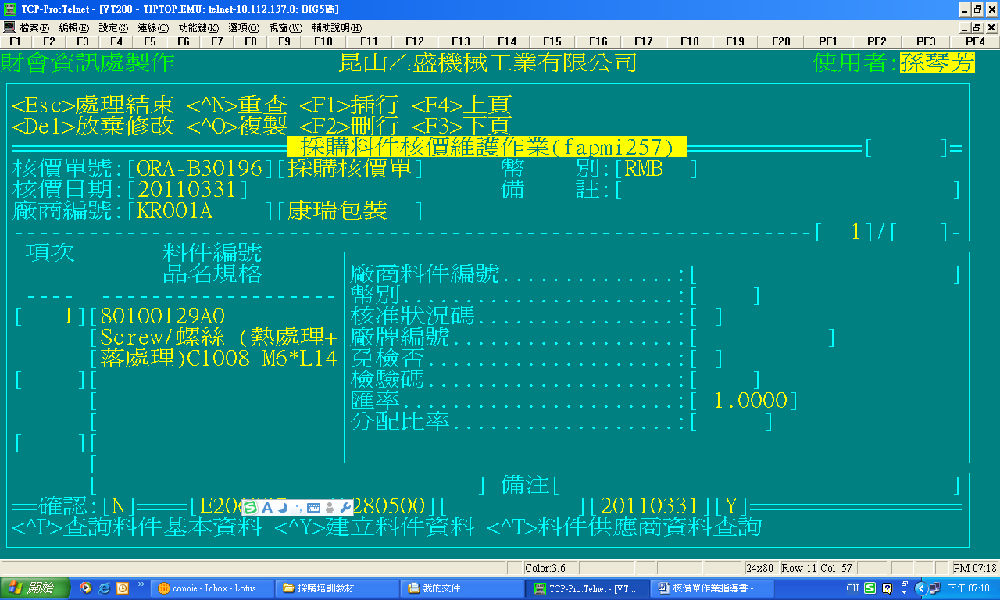 TCP-Pro:Telnet - [VT200 - TIPTOP.EMU: telnet-10.112.137.8: BIG5碼]
檔案(F) 編輯(E) 設定(S) 連線(C) 功能鍵(K) 選項(O) 視窗(W) 輔助說明(H)
F1 F2 F3 F4 F5 F6 F7 F8 F9 F10 F11 F12 F13 F14 F15 F16 F17 F18 F19 F20 PF1 PF2 PF3 PF4
財會資訊處製作 昆山乙盛機械工業有限公司 使用者:孫琴芳
<Esc>處理結束 <^N>重查 <F1>插行 <F4>上頁
<Del>放棄修改 <^O>複製 <F2>刪行 <F3>下頁
採購料件核價維護作業(fapmi257) [ ]
核價單號:[ORA-B30196][採購核價單] 幣 別:[RMB ]
核價日期:[20110331] 備 註:[ ]
廠商編號:[KR001A ][康瑞包裝 ]
[ 1]/[ ]
項次 料件編號
品名規格
廠商料件編號..............:[ ]
幣別......................:[ ]
[ 1][80100129A0 核准狀況碼................:[ ]
[Screw/螺絲 (熱處理+ 廠牌編號..................[ ]
[落處理)C1008 M6*L14 免檢否....................:[ ]
[ ][ 檢驗碼....................:[ ]
[ 匯率......................:[ 1.0000]
[ 分配比率..................:[ ]
[ ][
[
[ ] 備注[ ]
確認:[N] [E206 ][280500][ ][20110331][Y]
<^P>查詢料件基本資料 <^Y>建立料件資料 <^T>料件供應商資料查詢
Color:3,6 24x80 Row 11 Col 57 PM 07:18
開始 connie - Inbox - Lotus... 採購培訓教材 我的文件 TCP-Pro:Telnet - [VT... 核價單作業指導書 - ... CH 下午 07:18